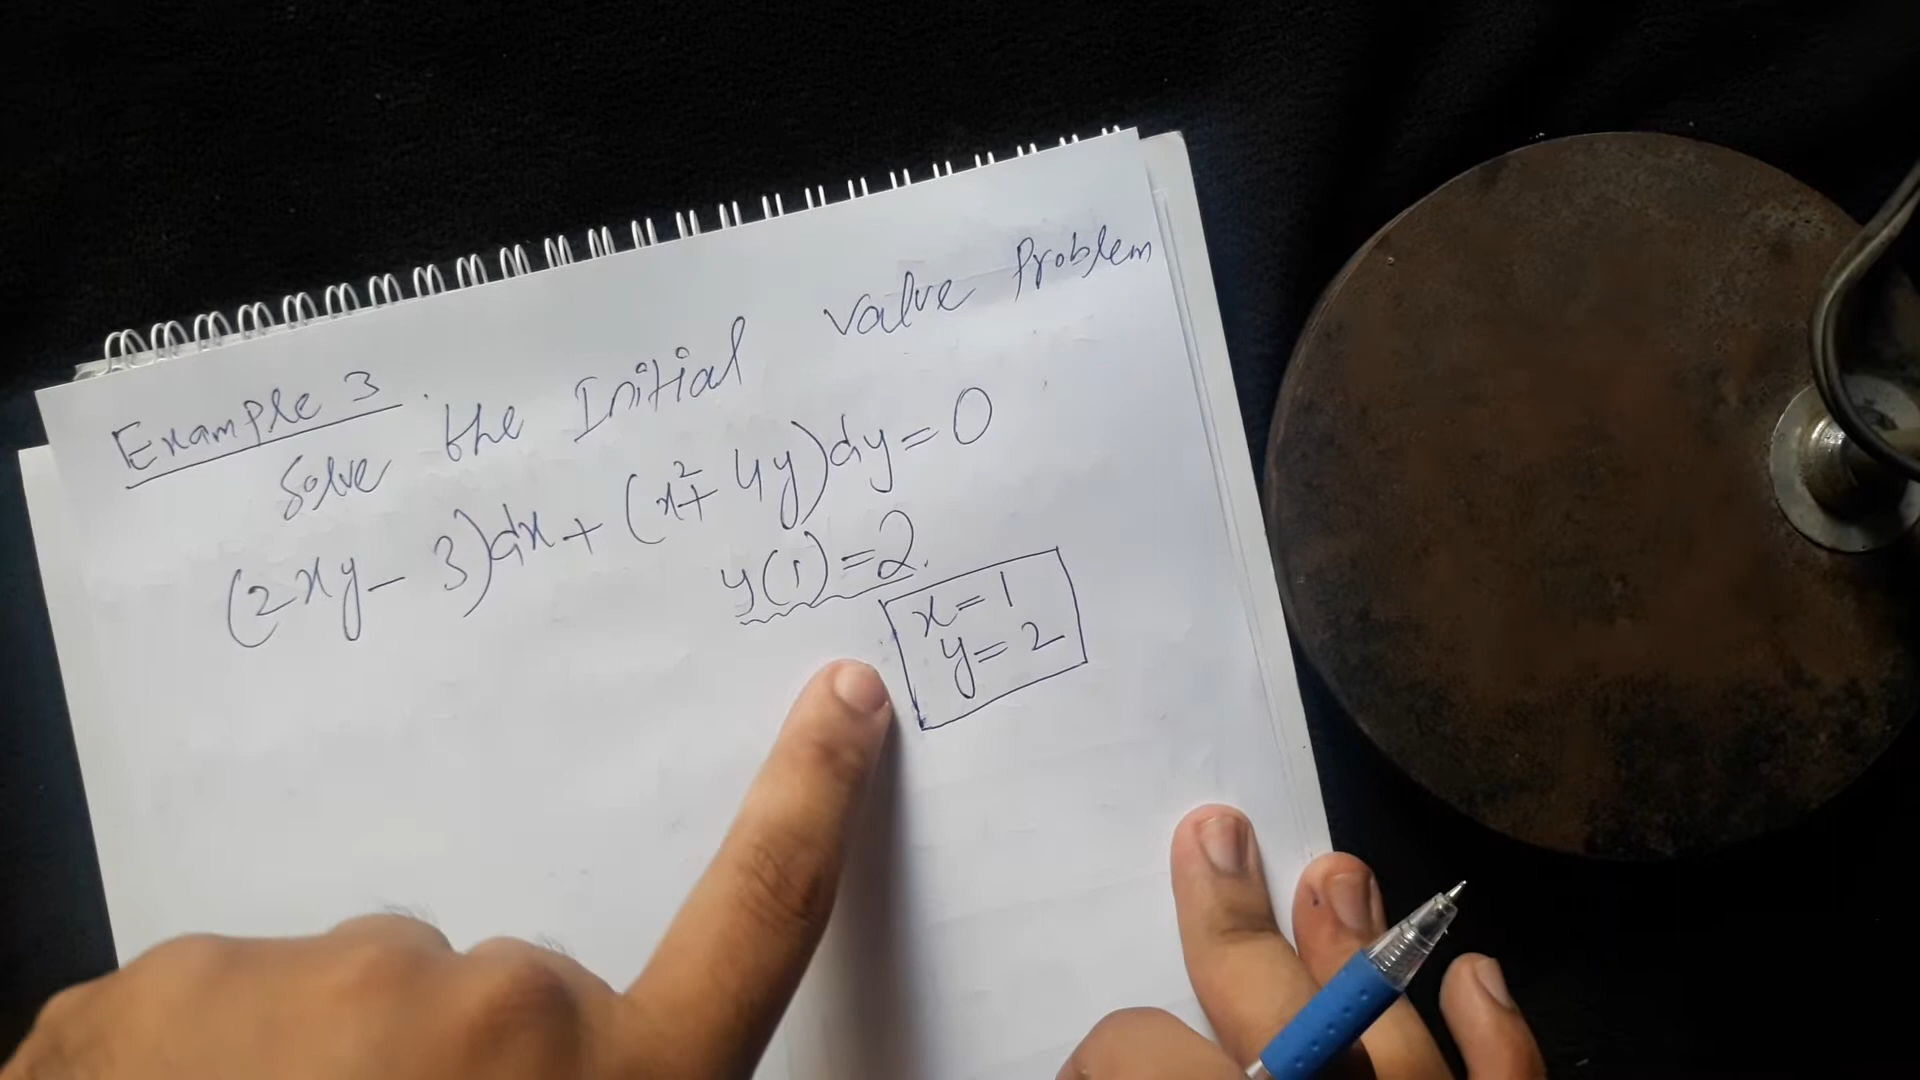 Example 3.
Solve the Initial value Problem
(2xy - 3)dx + (x² + 4y)dy = 0
y(1) = 2.
x = 1
y = 2